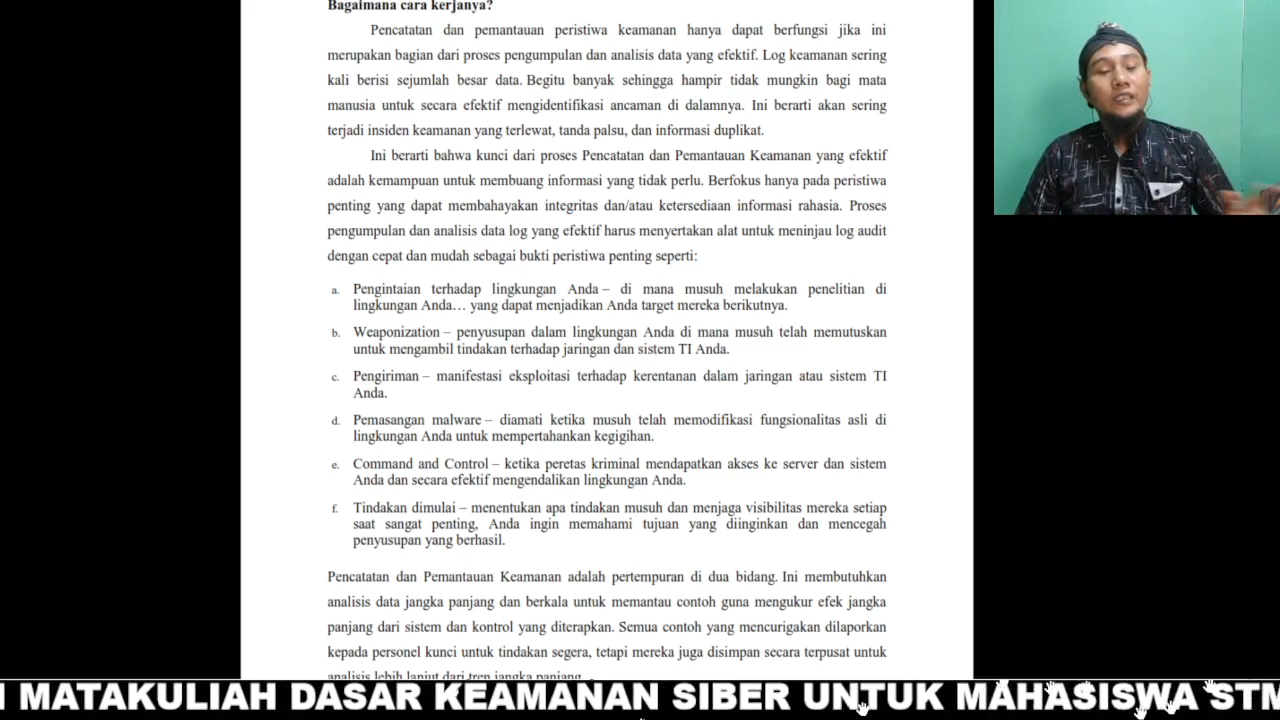 Bagaimana cara kerjanya?
Pencatatan dan pemantauan peristiwa keamanan hanya dapat berfungsi jika ini
merupakan bagian dari proses pengumpulan dan analisis data yang efektif. Log keamanan sering
kali berisi sejumlah besar data. Begitu banyak sehingga hampir tidak mungkin bagi mata
manusia untuk secara efektif mengidentifikasi ancaman di dalamnya. Ini berarti akan sering
terjadi insiden keamanan yang terlewat, tanda palsu, dan informasi duplikat.
Ini berarti bahwa kunci dari proses Pencatatan dan Pemantauan Keamanan yang efektif
adalah kemampuan untuk membuang informasi yang tidak perlu. Berfokus hanya pada peristiwa
penting yang dapat membahayakan integritas dan/atau ketersediaan informasi rahasia. Proses
pengumpulan dan analisis data log yang efektif harus menyertakan alat untuk meninjau log audit
dengan cepat dan mudah sebagai bukti peristiwa penting seperti:
a. Pengintaian terhadap lingkungan Anda – di mana musuh melakukan penelitian di
lingkungan Anda… yang dapat menjadikan Anda target mereka berikutnya.
b. Weaponization – penyusupan dalam lingkungan Anda di mana musuh telah memutuskan
untuk mengambil tindakan terhadap jaringan dan sistem TI Anda.
c. Pengiriman – manifestasi eksploitasi terhadap kerentanan dalam jaringan atau sistem TI
Anda.
d. Pemasangan malware – diamati ketika musuh telah memodifikasi fungsionalitas asli di
lingkungan Anda untuk mempertahankan kegigihan.
e. Command and Control – ketika peretas kriminal mendapatkan akses ke server dan sistem
Anda dan secara efektif mengendalikan lingkungan Anda.
f. Tindakan dimulai – menentukan apa tindakan musuh dan menjaga visibilitas mereka setiap
saat sangat penting, Anda ingin memahami tujuan yang diinginkan dan mencegah
penyusupan yang berhasil.
Pencatatan dan Pemantauan Keamanan adalah pertempuran di dua bidang. Ini membutuhkan
analisis data jangka panjang dan berkala untuk memantau contoh guna mengukur efek jangka
panjang dari sistem dan kontrol yang diterapkan. Semua contoh yang mencurigakan dilaporkan
kepada personel kunci untuk tindakan segera, tetapi mereka juga disimpan secara terpusat untuk
analisis lebih lanjut dari tren jangka panjang.
MATAKULIAH DASAR KEAMANAN SIBER UNTUK MAHASISWA STM